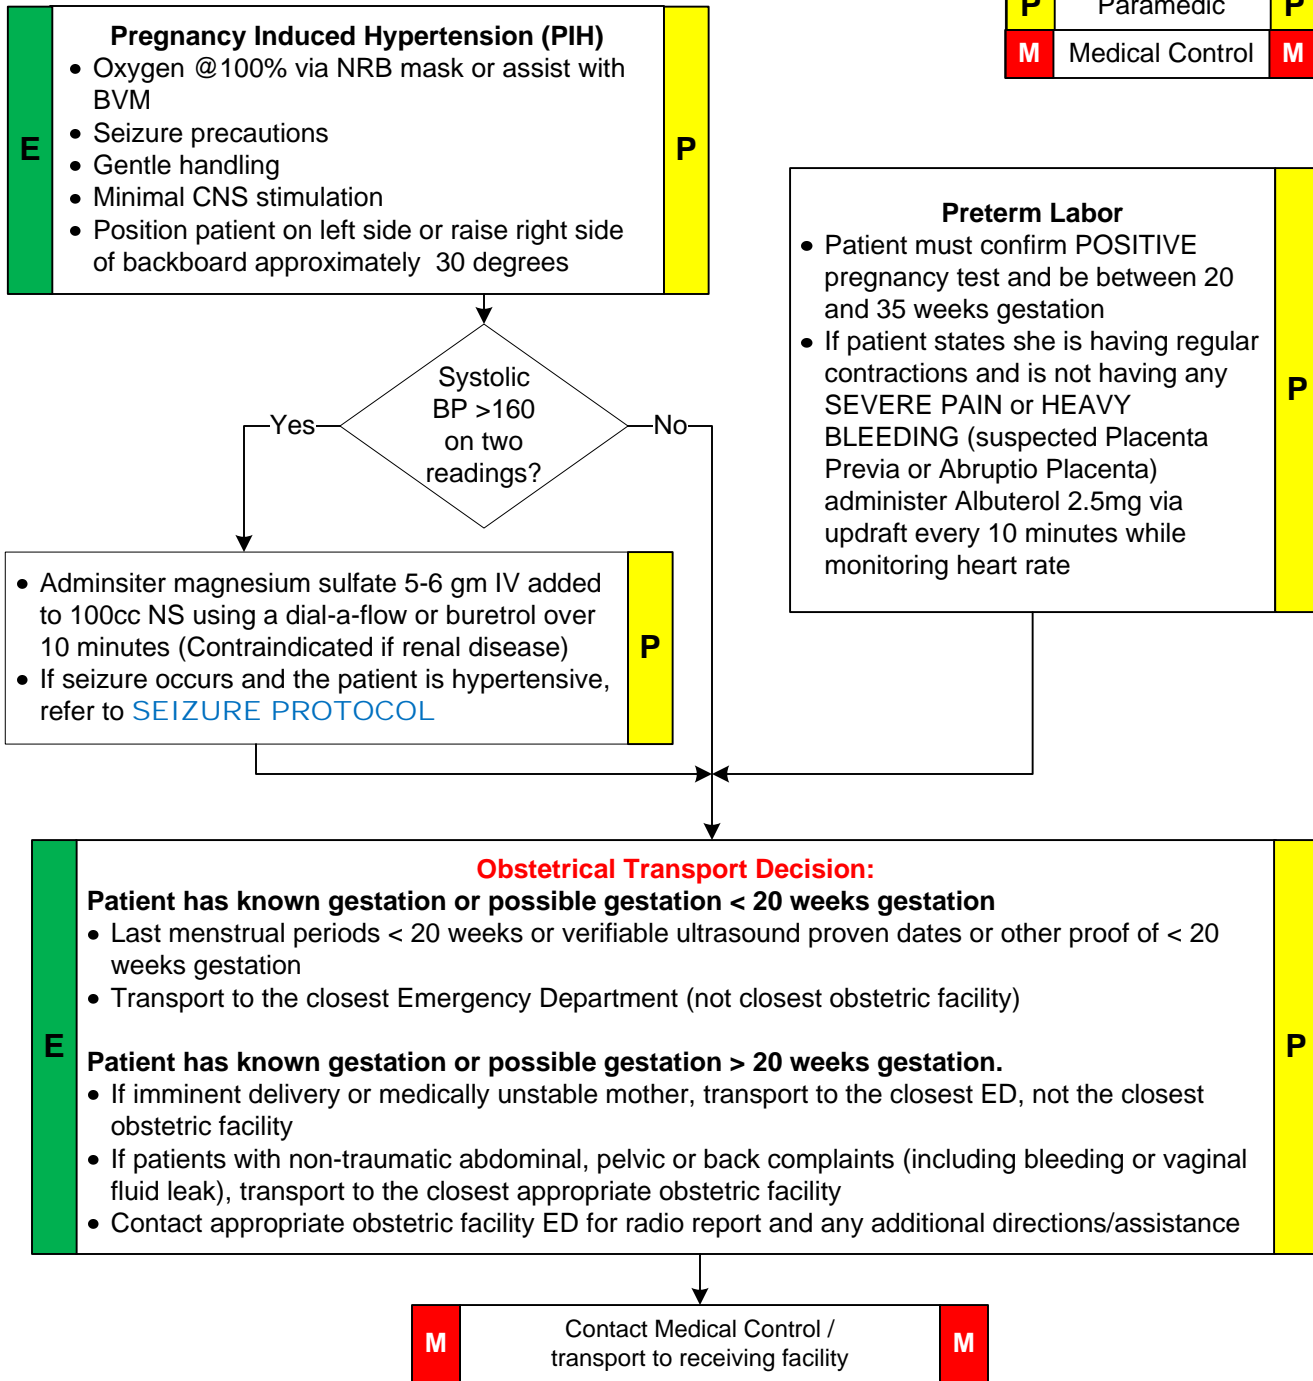 P Paramedic P
M Medical Control M
Pregnancy Induced Hypertension (PIH)
• Oxygen @100% via NRB mask or assist with
BVM
• Seizure precautions
• Gentle handling
• Minimal CNS stimulation
• Position patient on left side or raise right side
of backboard approximately 30 degrees
E
P
Systolic
BP >160
on two
readings?
Yes
No
• Adminsiter magnesium sulfate 5-6 gm IV added
to 100cc NS using a dial-a-flow or buretrol over
10 minutes (Contraindicated if renal disease)
• If seizure occurs and the patient is hypertensive,
refer to SEIZURE PROTOCOL
P
Preterm Labor
• Patient must confirm POSITIVE
pregnancy test and be between 20
and 35 weeks gestation
• If patient states she is having regular
contractions and is not having any
SEVERE PAIN or HEAVY
BLEEDING (suspected Placenta
Previa or Abruptio Placenta)
administer Albuterol 2.5mg via
updraft every 10 minutes while
monitoring heart rate
P
Obstetrical Transport Decision:
Patient has known gestation or possible gestation < 20 weeks gestation
• Last menstrual periods < 20 weeks or verifiable ultrasound proven dates or other proof of < 20
weeks gestation
• Transport to the closest Emergency Department (not closest obstetric facility)
Patient has known gestation or possible gestation > 20 weeks gestation.
• If imminent delivery or medically unstable mother, transport to the closest ED, not the closest
obstetric facility
• If patients with non-traumatic abdominal, pelvic or back complaints (including bleeding or vaginal
fluid leak), transport to the closest appropriate obstetric facility
• Contact appropriate obstetric facility ED for radio report and any additional directions/assistance
E
P
M
Contact Medical Control /
transport to receiving facility
M